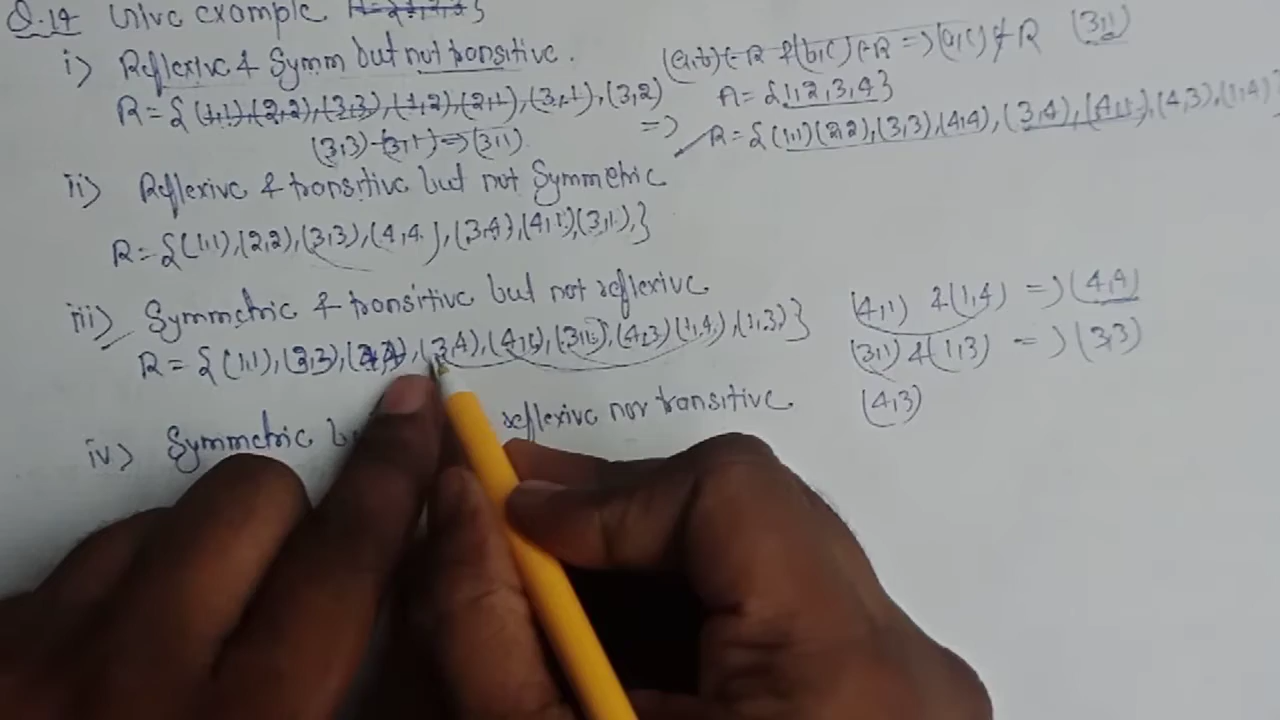 Q.14 Give example A={1,2,3}
i) Reflexive & Symm but not transitive.
(a,b)∈R &(b,c)∈R =>(a,c)∉R (3,1)
R={(1,1),(2,2),(3,3),(1,2),(2,1),(3,1),(3,2)
A={1,2,3,4}
(3,3)-(3,1)=>(3,1)
=> R={(1,1)(2,2),(3,3),(4,4),(3,4),(4,1),(4,3),(1,4)}
ii) Reflexive & transitive but not Symmetric
R={(1,1),(2,2),(3,3),(4,4),(3,4),(4,1),(3,1),}
iii) Symmetric & transitive but not reflexive
R={(1,1),(3,3),(4,4),(3,4),(4,1),(3,1),(4,3)(1,4),(1,3)}
(4,1) &(1,4) =>(4,4)
(3,1)&(1,3) =>(3,3)
(4,3)
iv) Symmetric reflexive nor transitive